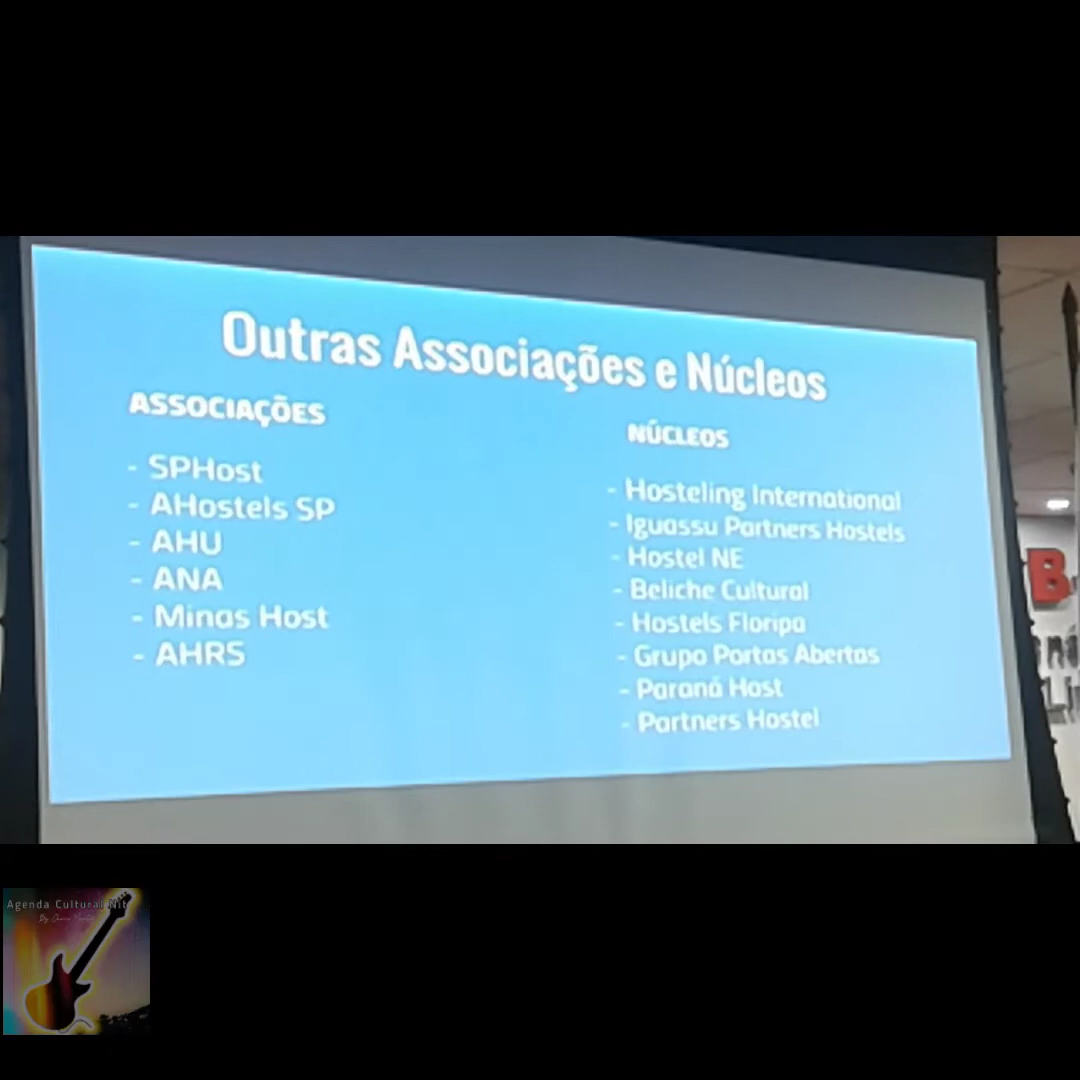 Outras Associações e Núcleos
ASSOCIAÇÕES
- SPHost
- AHostels SP
- AHU
- ANA
- Minas Host
- AHRS
NÚCLEOS
- Hosteling International
- Iguassu Partners Hostels
- Hostel NE
- Beliche Cultural
- Hostels Floripa
- Grupo Portas Abertas
- Paraná Host
- Partners Hostel
B
Agenda Cultural Nit